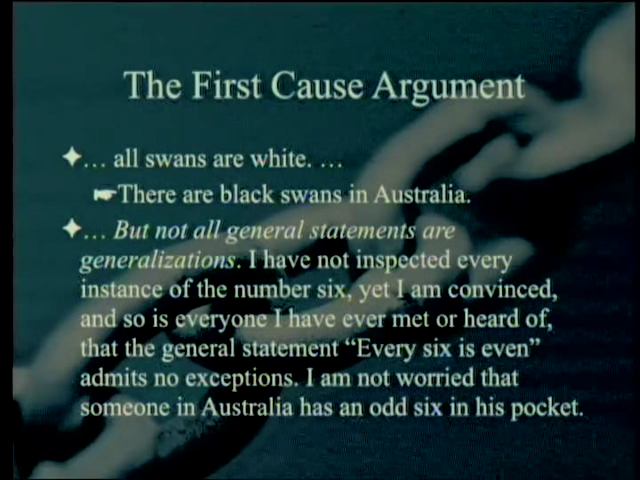 The First Cause Argument
… all swans are white. …
There are black swans in Australia.
… But not all general statements are
generalizations. I have not inspected every
instance of the number six, yet I am convinced,
and so is everyone I have ever met or heard of,
that the general statement “Every six is even”
admits no exceptions. I am not worried that
someone in Australia has an odd six in his pocket.